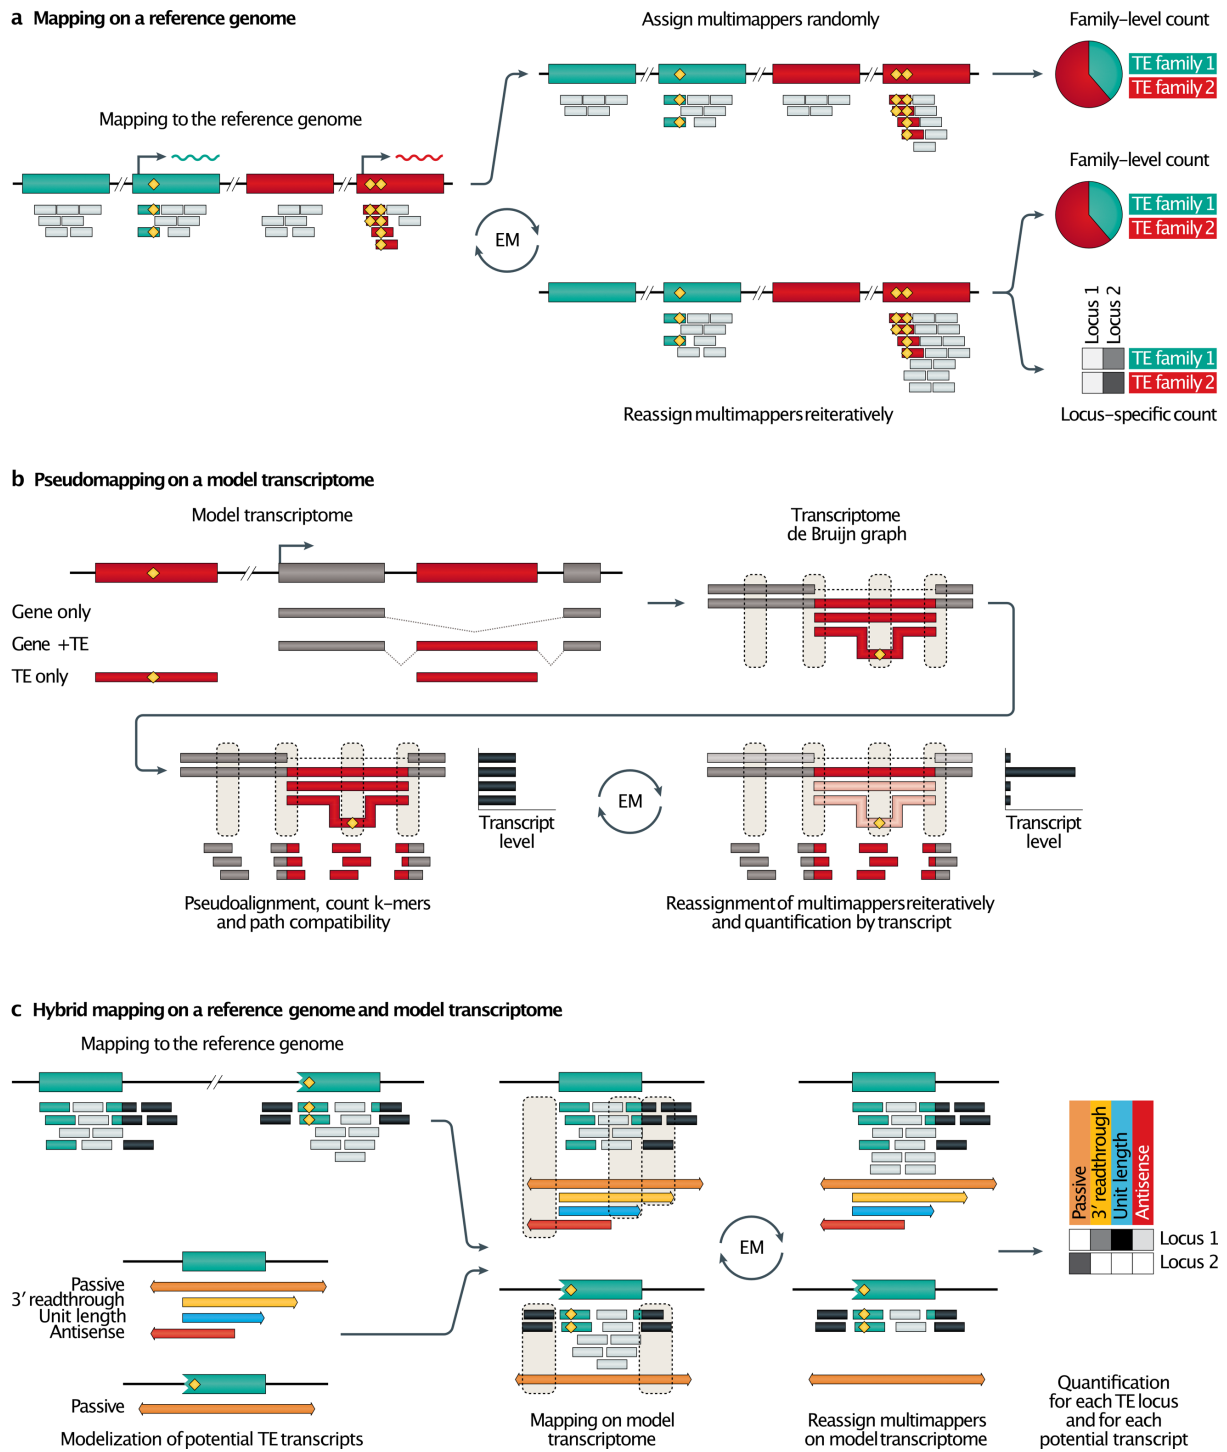 a Mapping on a reference genome
Assign multimappers randomly
Family-level count
TE family 1
TE family 2
Mapping to the reference genome
Family-level count
TE family 1
TE family 2
EM
Locus 1
Locus 2
TE family 1
TE family 2
Reassign multimappers reiteratively
Locus-specific count
b Pseudomapping on a model transcriptome
Model transcriptome
Transcriptome
de Bruijn graph
Gene only
Gene +TE
TE only
EM
Transcript
level
Transcript
level
Pseudoalignment, count k-mers
and path compatibility
Reassignment of multimappers reiteratively
and quantification by transcript
c Hybrid mapping on a reference genome and model transcriptome
Mapping to the reference genome
Passive
3′ readthrough
Unit length
Antisense
Locus 1
Locus 2
EM
Passive
3′ readthrough
Unit length
Antisense
Passive
Modelization of potential TE transcripts
Mapping on model
transcriptome
Reassign multimappers
on model transcriptome
Quantification
for each TE locus
and for each
potential transcript